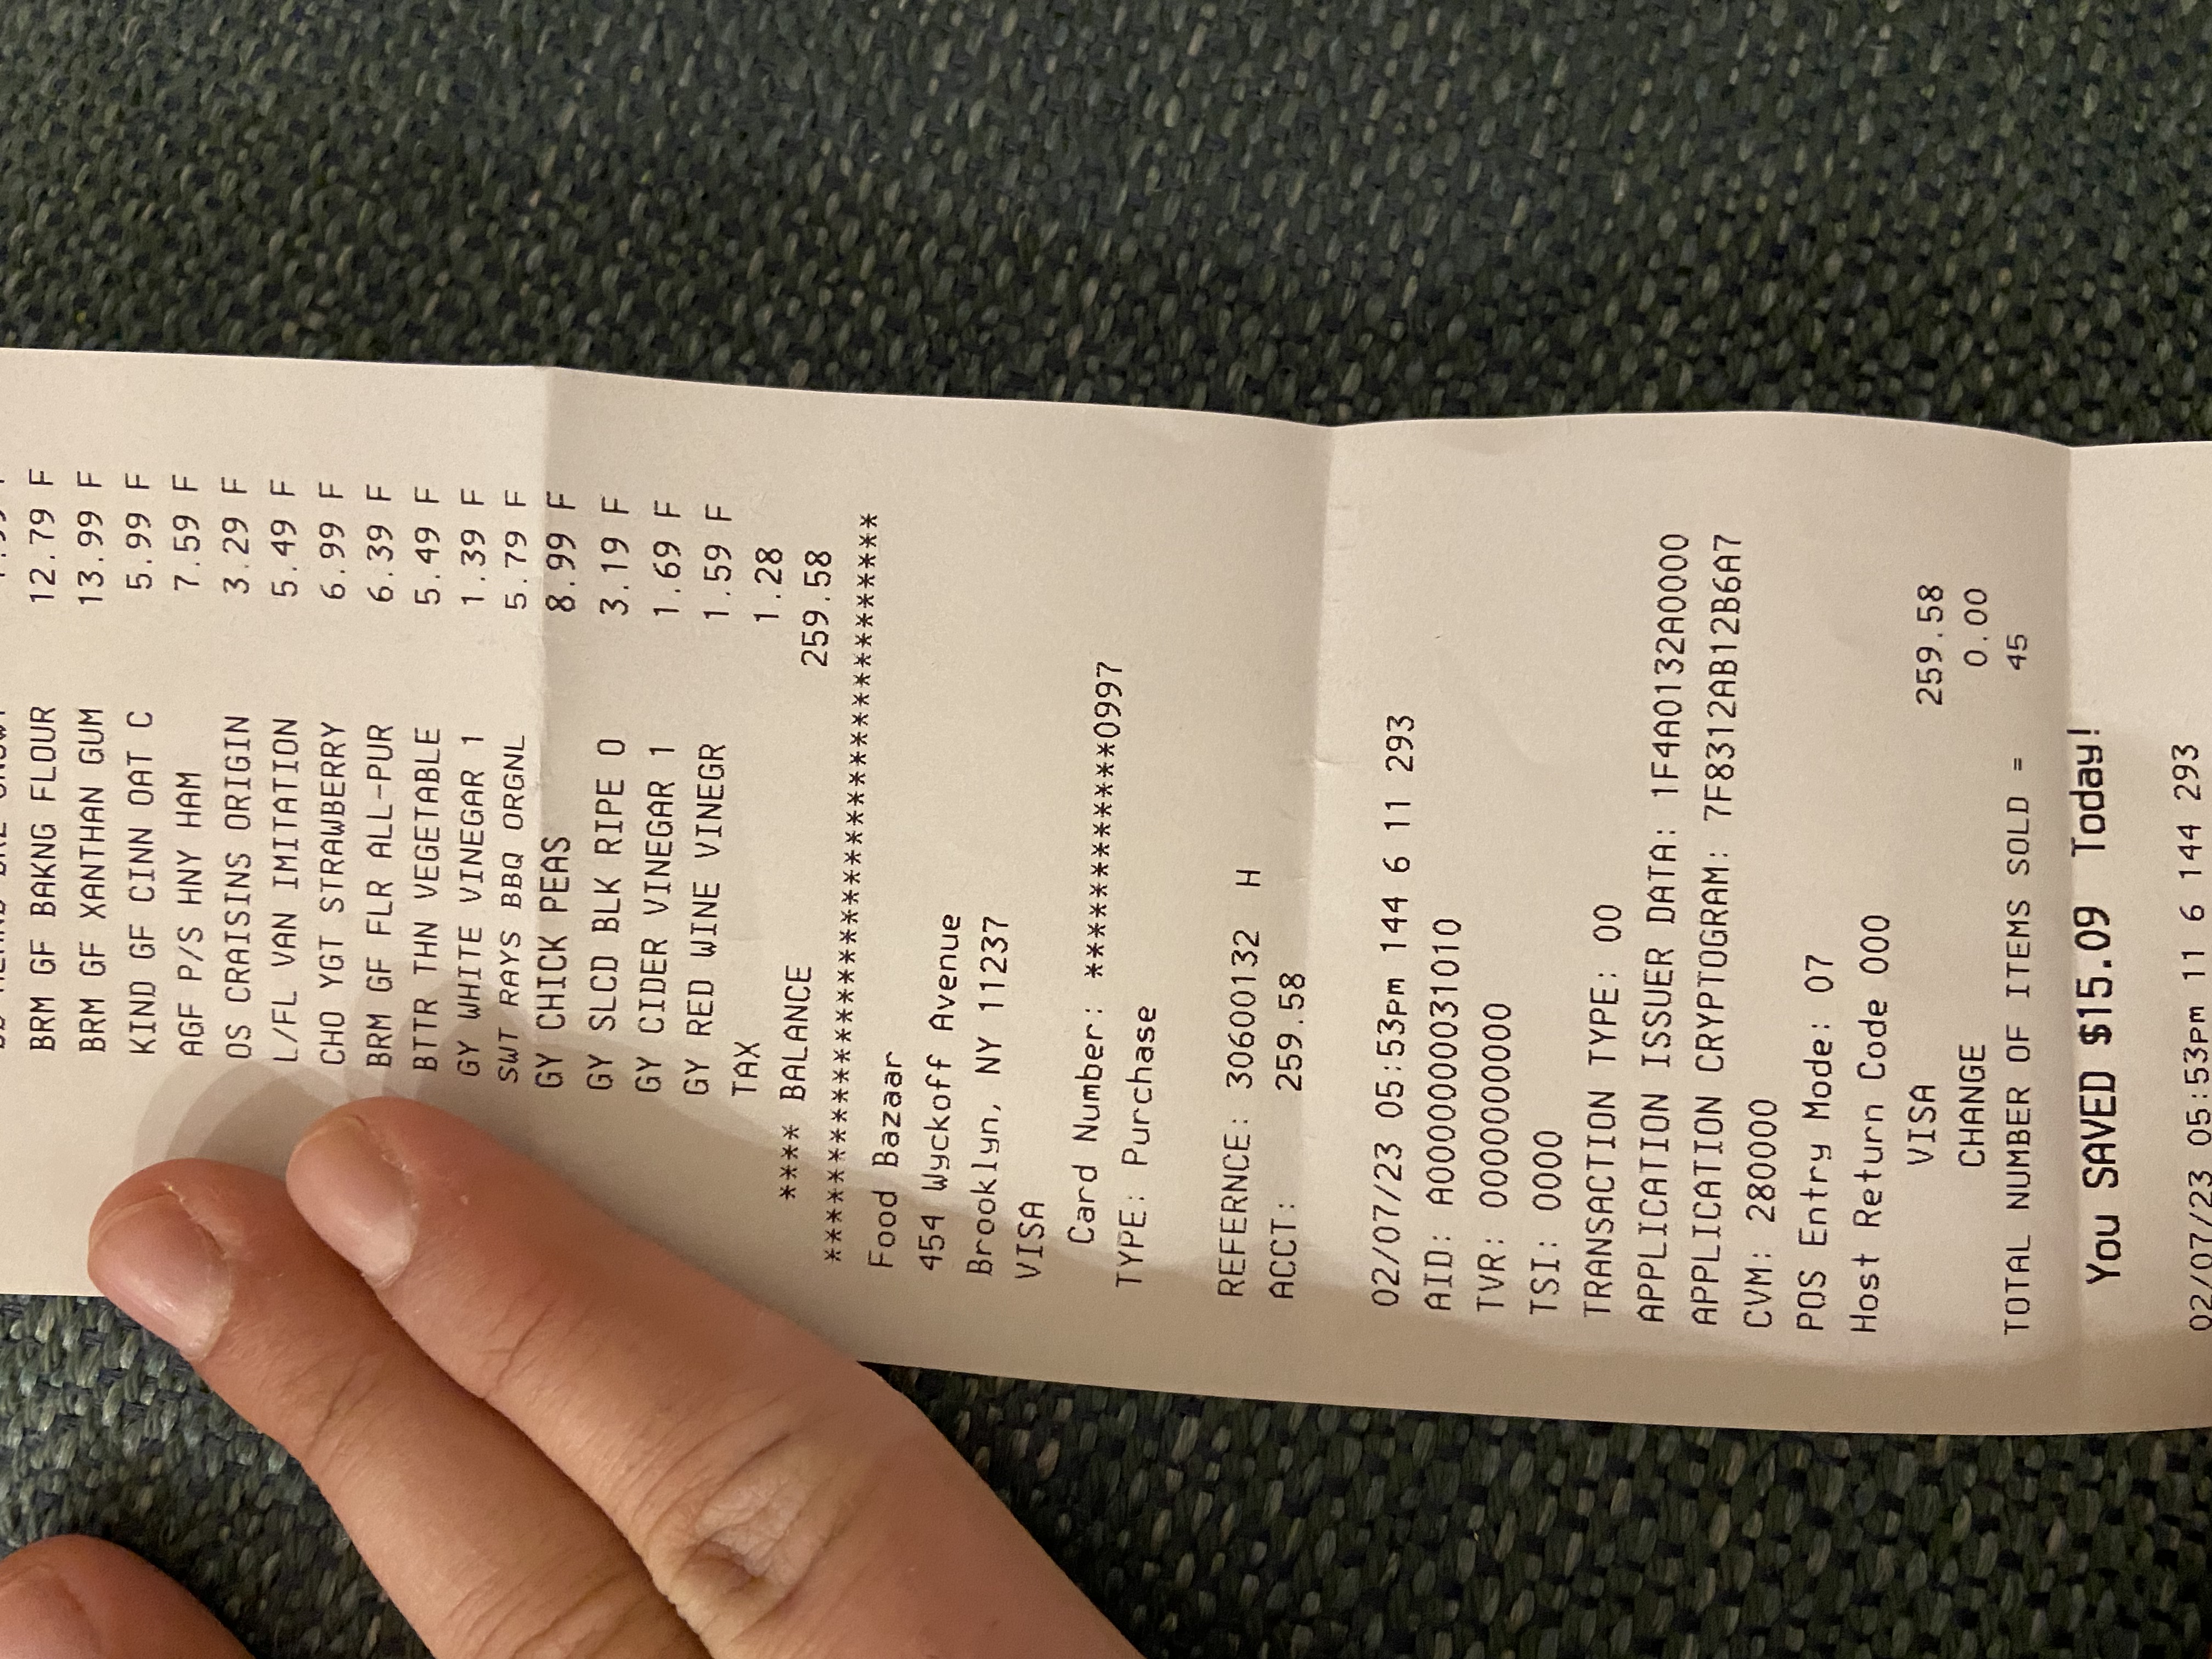 BRM GF BAKNG FLOUR 12.79 F
BRM GF XANTHAN GUM 13.99 F
KIND GF CINN OAT C 5.99 F
AGF P/S HNY HAM 7.59 F
OS CRAISINS ORIGIN 3.29 F
L/FL VAN IMITATION 5.49 F
CHO YGT STRAWBERRY 6.99 F
BRM GF FLR ALL-PUR 6.39 F
BTTR THN VEGETABLE 5.49 F
GY WHITE VINEGAR 1 1.39 F
SWT RAYS BBQ ORGNL 5.79 F
GY CHICK PEAS 8.99 F
GY SLCD BLK RIPE O 3.19 F
GY CIDER VINEGAR 1 1.69 F
GY RED WINE VINEGR 1.59 F
TAX 1.28
**** BALANCE 259.58
**************************************
Food Bazaar
454 Wyckoff Avenue
Brooklyn, NY 11237
VISA
Card Number: ************0997
TYPE: Purchase
REFERNCE: 30600132 H
ACCT: 259.58
02/07/23 05:53pm 144 6 11 293
AID: A0000000031010
TVR: 0000000000
TSI: 0000
TRANSACTION TYPE: 00
APPLICATION ISSUER DATA: 1F4A0132A0000
APPLICATION CRYPTOGRAM: 7F8312AB12B6A7
CVM: 280000
POS Entry Mode: 07
Host Return Code 000
VISA 259.58
CHANGE 0.00
TOTAL NUMBER OF ITEMS SOLD = 45
You SAVED $15.09 Today!
02/07/23 05:53pm 11 6 144 293